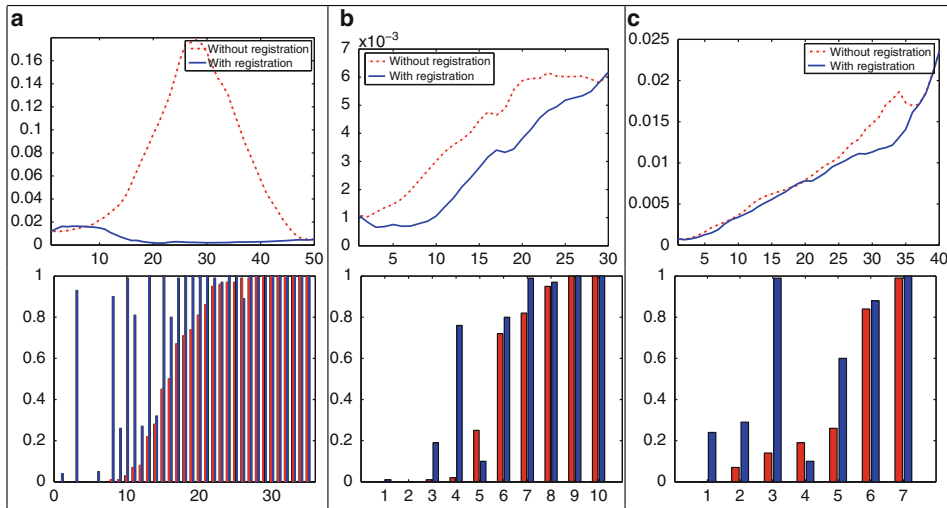 a
Without registration
With registration
0.16
0.14
0.12
0.1
0.08
0.06
0.04
0.02
0
10 20 30 40 50
1
0.8
0.6
0.4
0.2
0
0 10 20 30
b
×10⁻³
Without registration
With registration
7
6
5
4
3
2
1
0
5 10 15 20 25 30
1
0.8
0.6
0.4
0.2
0
1 2 3 4 5 6 7 8 9 10
c
Without registration
With registration
0.025
0.02
0.015
0.01
0.005
0
5 10 15 20 25 30 35 40
1
0.8
0.6
0.4
0.2
0
1 2 3 4 5 6 7